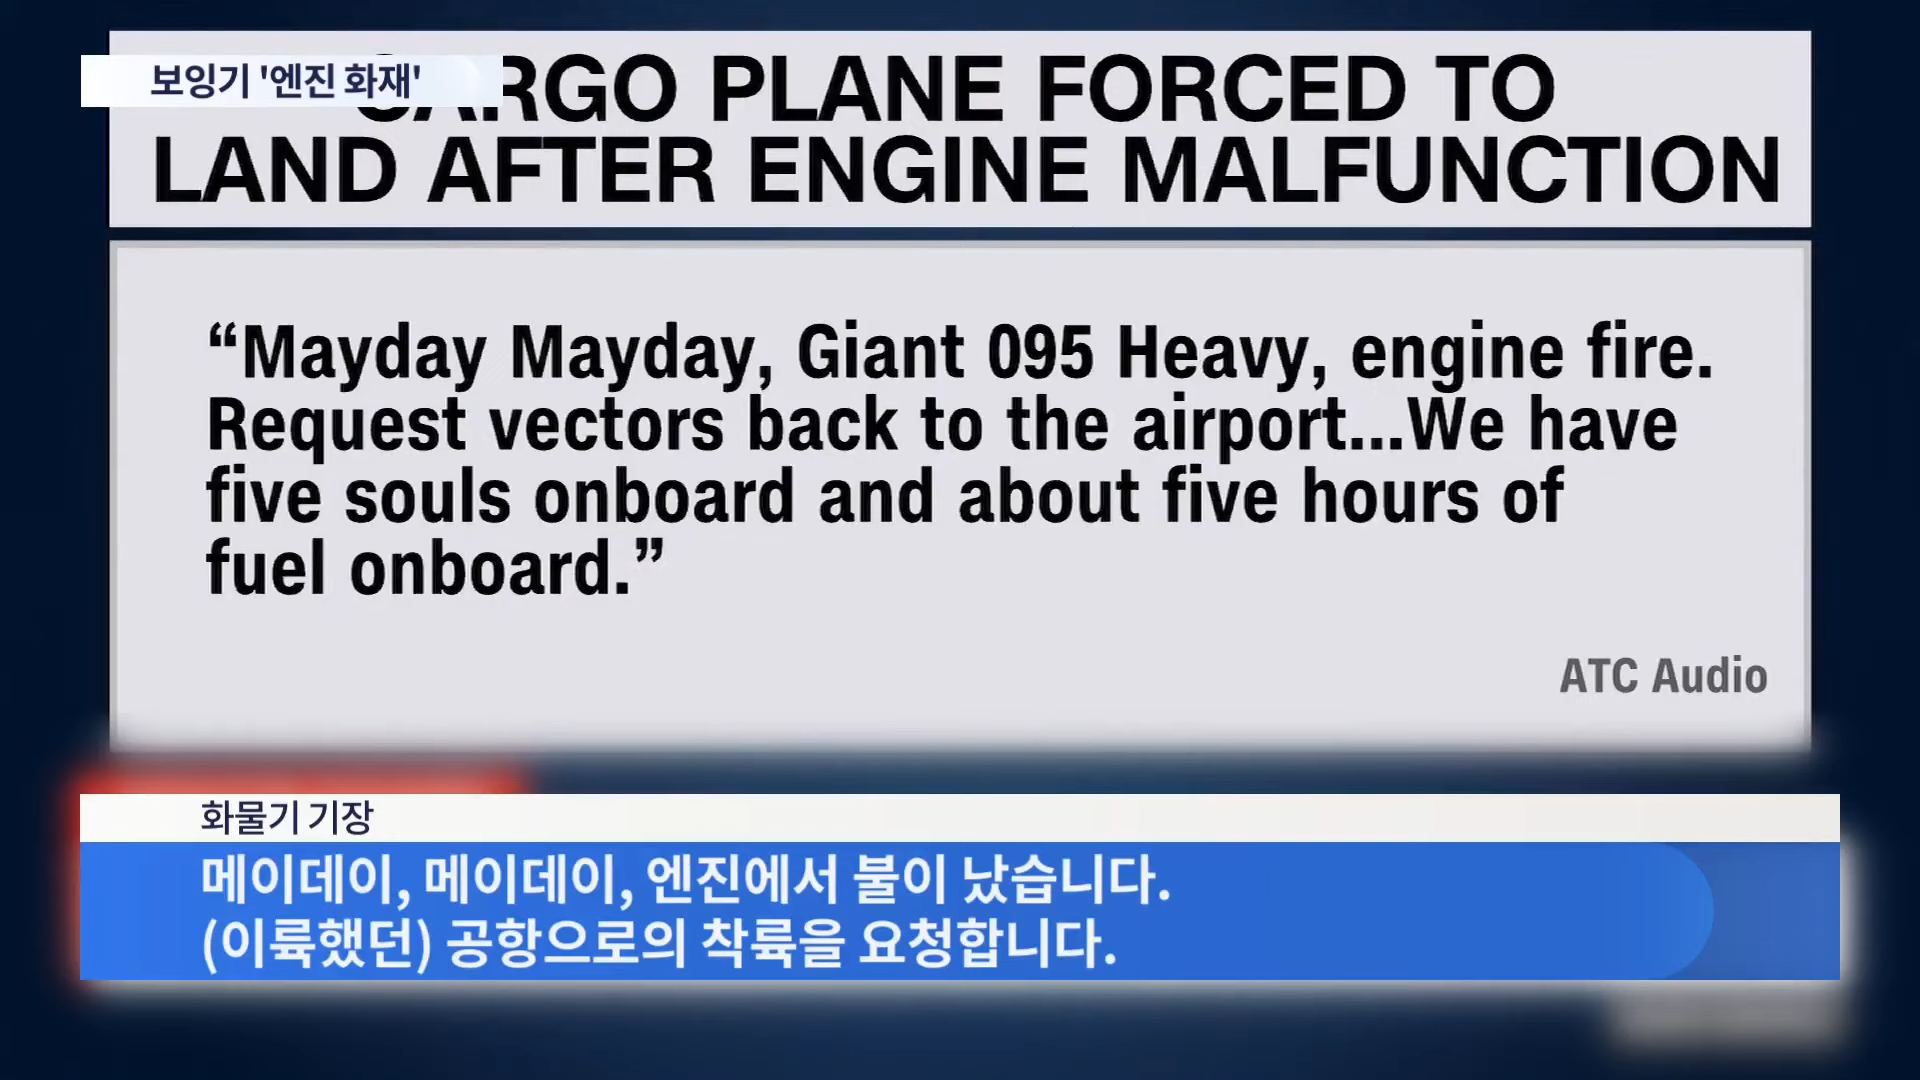 보잉기 '엔진 화재'
CARGO PLANE FORCED TO
LAND AFTER ENGINE MALFUNCTION
“Mayday Mayday, Giant 095 Heavy, engine fire.
Request vectors back to the airport...We have
five souls onboard and about five hours of
fuel onboard.”
ATC Audio
화물기 기장
메이데이, 메이데이, 엔진에서 불이 났습니다.
(이륙했던) 공항으로의 착륙을 요청합니다.